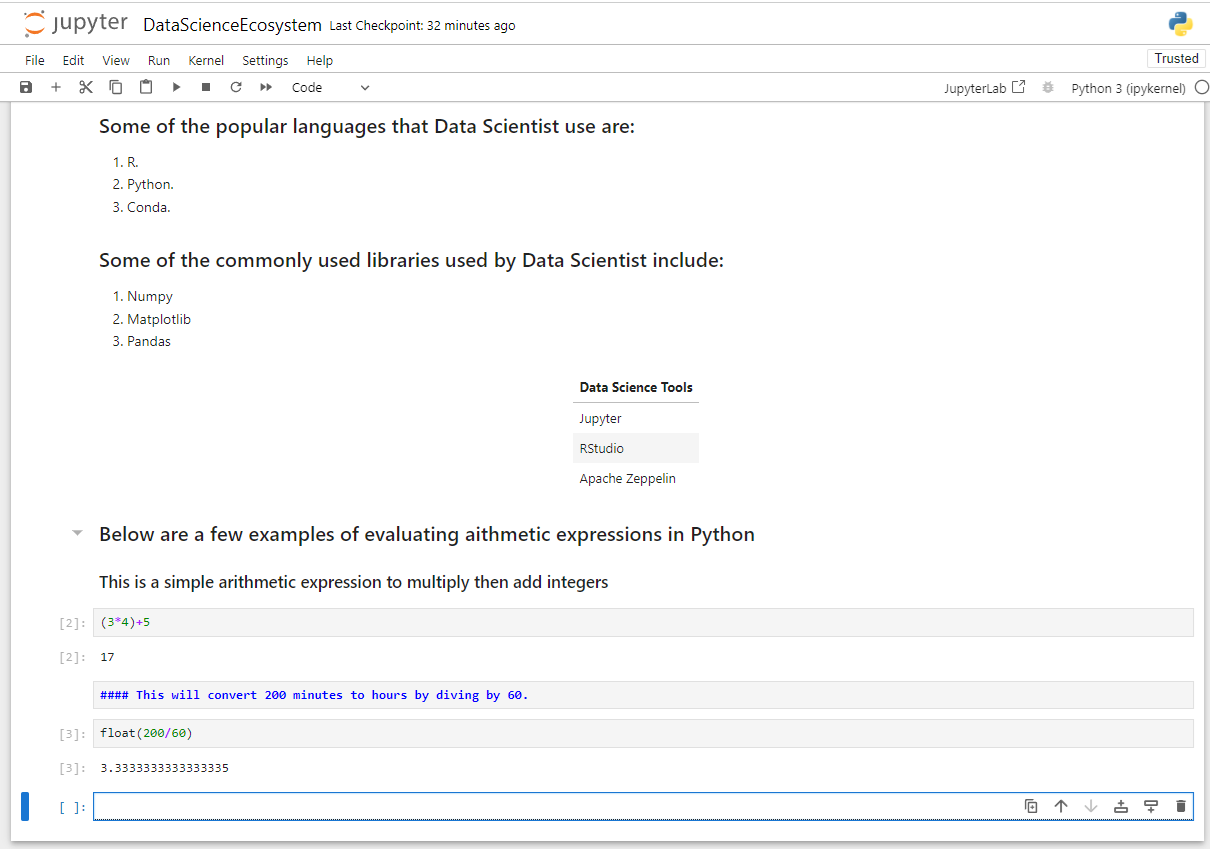 jupyter DataScienceEcosystem Last Checkpoint: 32 minutes ago
File Edit View Run Kernel Settings Help Trusted
Code JupyterLab Python 3 (ipykernel)
Some of the popular languages that Data Scientist use are:
1. R.
2. Python.
3. Conda.
Some of the commonly used libraries used by Data Scientist include:
1. Numpy
2. Matplotlib
3. Pandas
Data Science Tools
Jupyter
RStudio
Apache Zeppelin
Below are a few examples of evaluating aithmetic expressions in Python
This is a simple arithmetic expression to multiply then add integers
[2]: (3*4)+5
[2]: 17
#### This will convert 200 minutes to hours by diving by 60.
[3]: float(200/60)
[3]: 3.3333333333333335
[ ]: